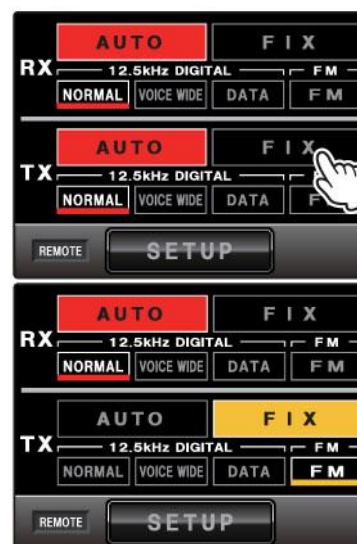 AUTO FIX
RX 12.5kHz DIGITAL FM
NORMAL VOICE WIDE DATA FM
AUTO FIX
TX 12.5kHz DIGITAL
NORMAL VOICE WIDE DATA
REMOTE SETUP
AUTO FIX
RX 12.5kHz DIGITAL FM
NORMAL VOICE WIDE DATA FM
AUTO FIX
TX 12.5kHz DIGITAL FM
NORMAL VOICE WIDE DATA FM
REMOTE SETUP